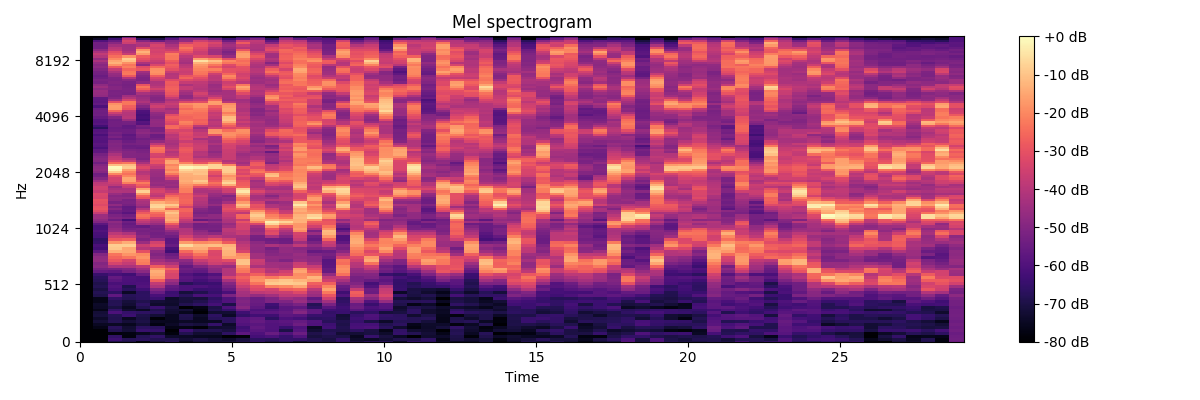 Mel spectrogram
8192
4096
2048
1024
512
0
Hz
0 5 10 15 20 25
Time
+0 dB
-10 dB
-20 dB
-30 dB
-40 dB
-50 dB
-60 dB
-70 dB
-80 dB